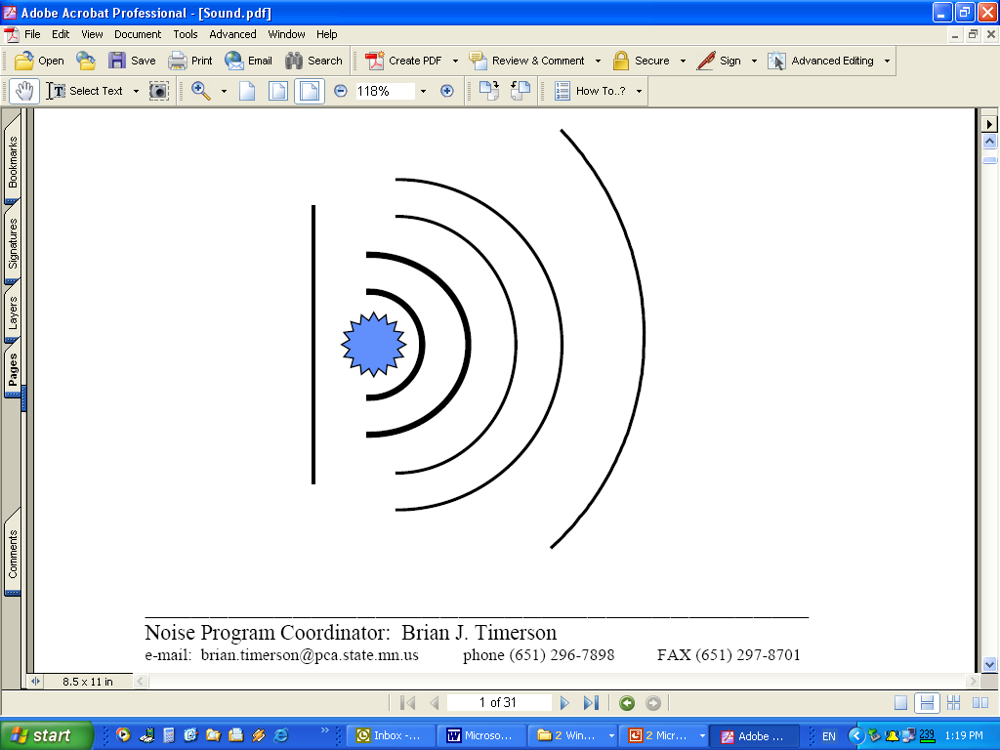 Adobe Acrobat Professional - [Sound.pdf]
File Edit View Document Tools Advanced Window Help
Open Save Print Email Search Create PDF Review & Comment Secure Sign Advanced Editing
Select Text 118% How To..?
Bookmarks
Signatures
Layers
Pages
Comments
Noise Program Coordinator: Brian J. Timerson
e-mail: brian.timerson@pca.state.mn.us phone (651) 296-7898 FAX (651) 297-8701
8.5 x 11 in
1 of 31
start Inbox -... Microso... 2 Win... 2 Micr... Adobe ... EN 239 1:19 PM